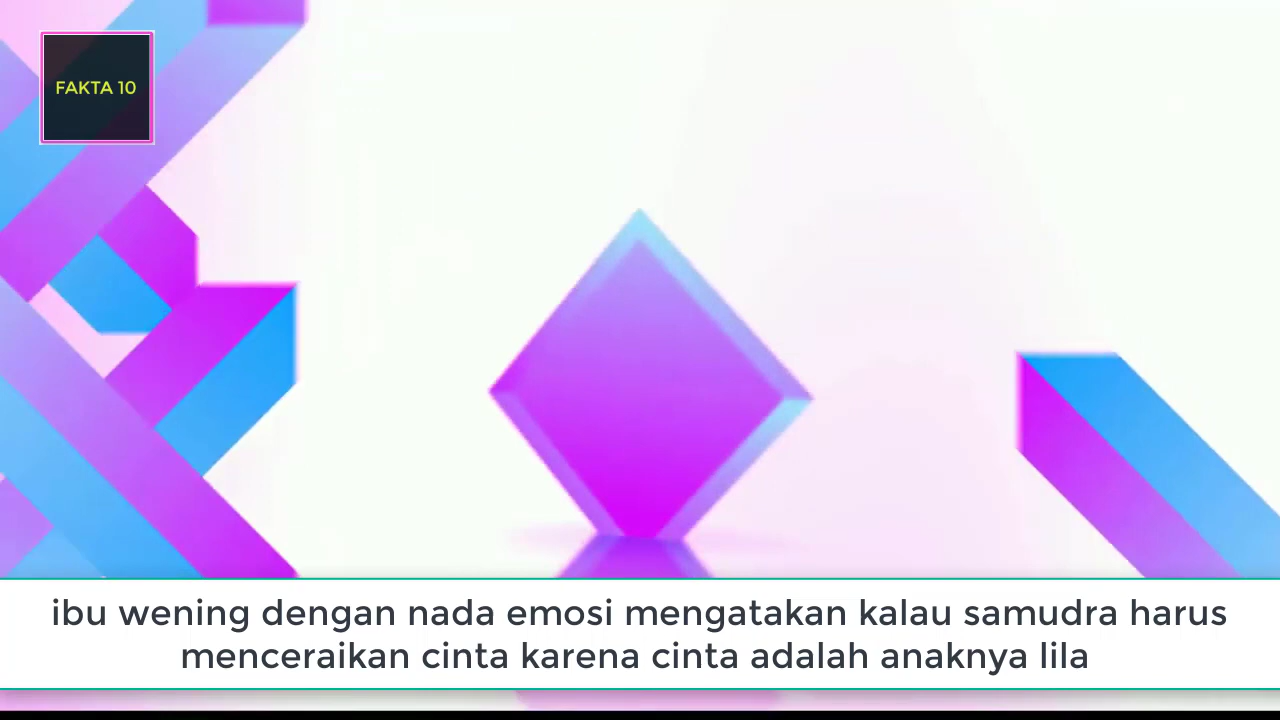 FAKTA 10
ibu wening dengan nada emosi mengatakan kalau samudra harus
menceraikan cinta karena cinta adalah anaknya lila